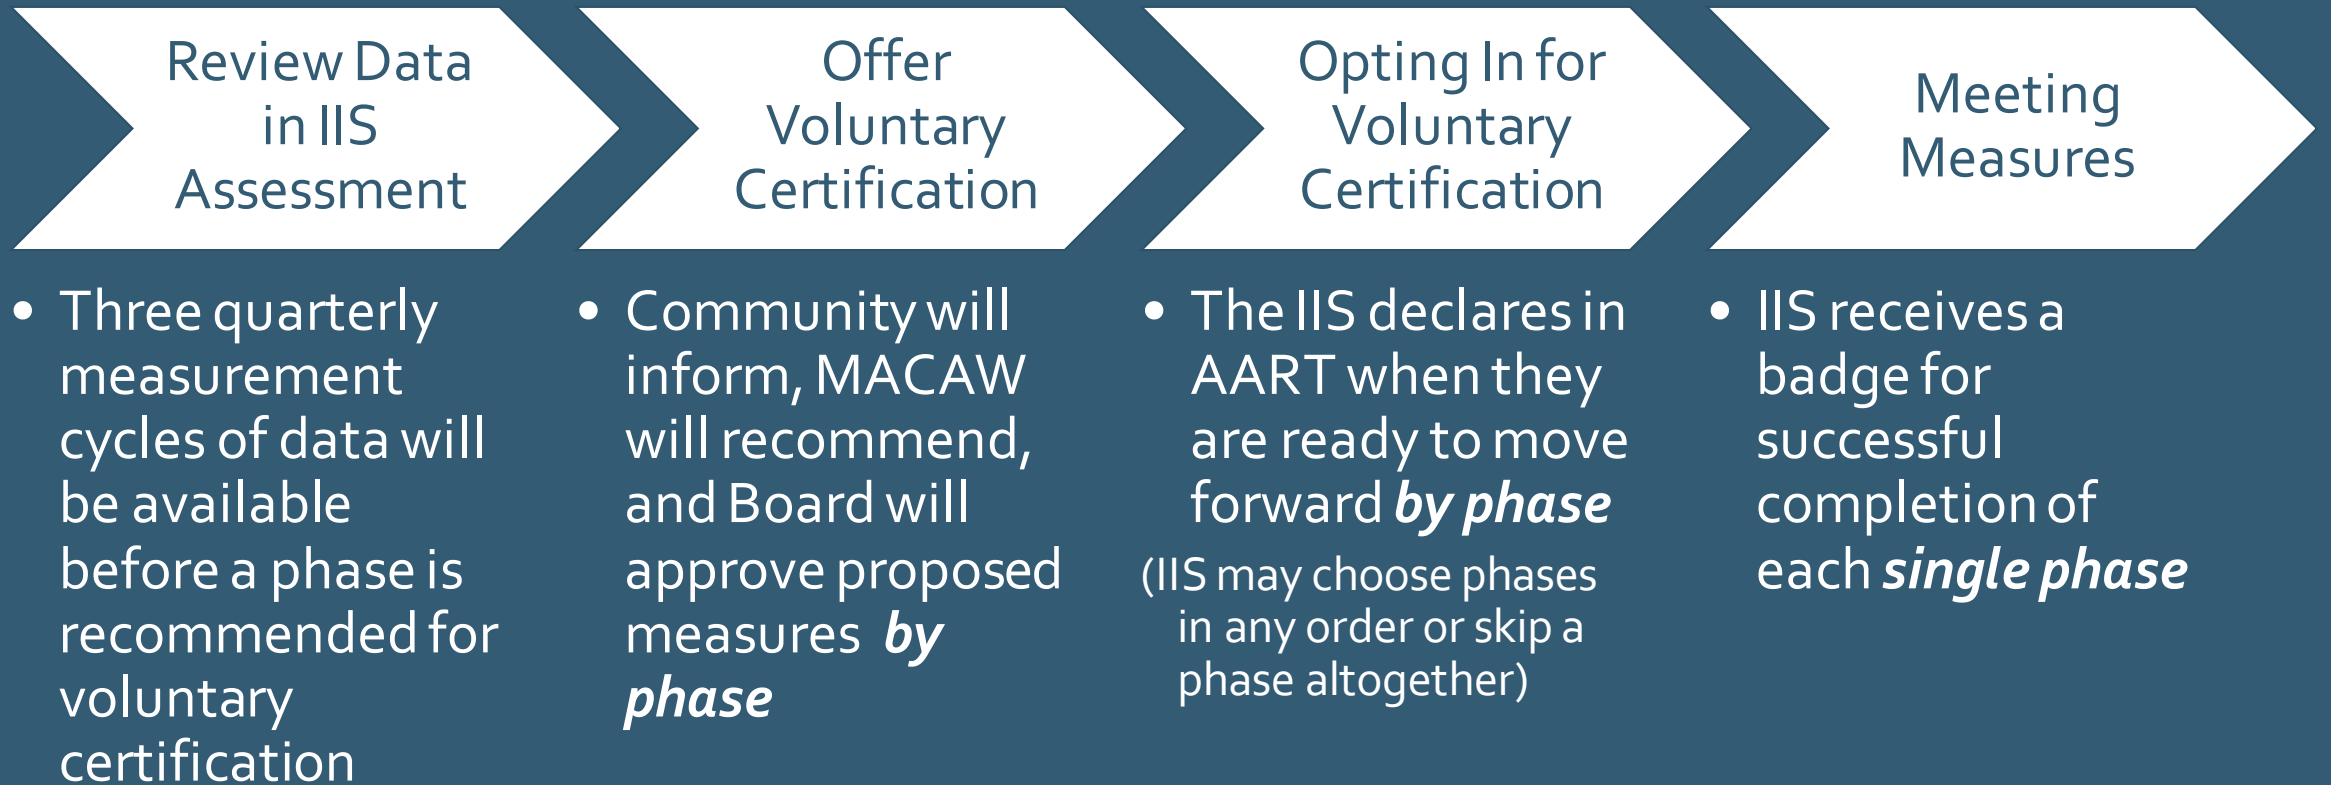 Review Data
in IIS
Assessment
• Three quarterly
measurement
cycles of data will
be available
before a phase is
recommended for
voluntary
certification
Offer
Voluntary
Certification
• Community will
inform, MACAW
will recommend,
and Board will
approve proposed
measures by
phase
Opting In for
Voluntary
Certification
• The IIS declares in
AART when they
are ready to move
forward by phase
(IIS may choose phases
in any order or skip a
phase altogether)
Meeting
Measures
• IIS receives a
badge for
successful
completion of
each single phase